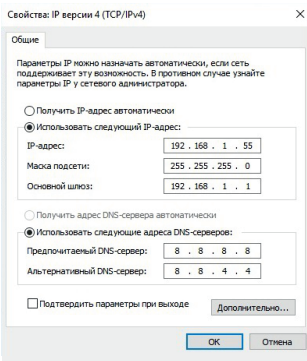 Свойства: IP версии 4 (TCP/IPv4)
Общие
Параметры IP можно назначать автоматически, если сеть
поддерживает эту возможность. В противном случае узнайте
параметры IP у сетевого администратора.
Получить IP-адрес автоматически
Использовать следующий IP-адрес:
IP-адрес: 192 . 168 . 1 . 55
Маска подсети: 255 . 255 . 255 . 0
Основной шлюз: 192 . 168 . 1 . 1
Получить адрес DNS-сервера автоматически
Использовать следующие адреса DNS-серверов:
Предпочитаемый DNS-сервер: 8 . 8 . 8 . 8
Альтернативный DNS-сервер: 8 . 8 . 4 . 4
Подтвердить параметры при выходе
Дополнительно...
ОК Отмена